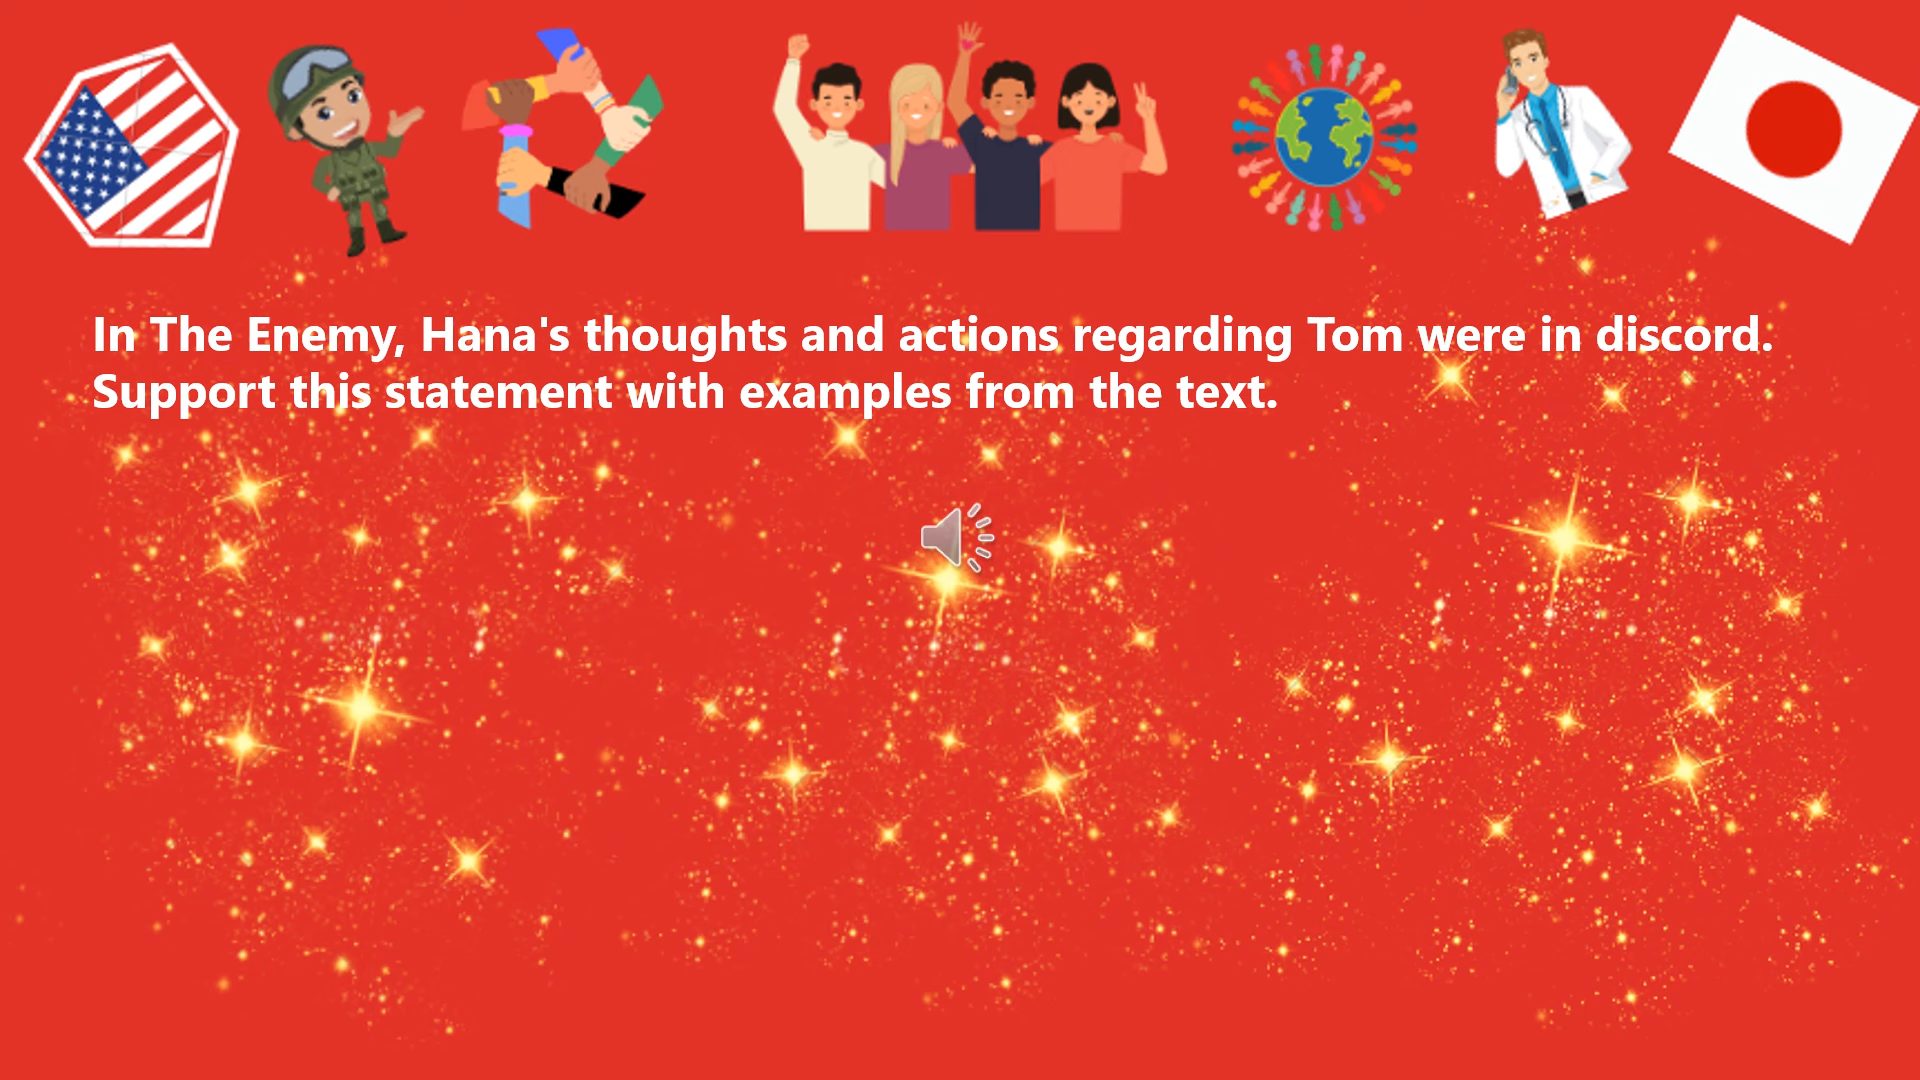 In The Enemy, Hana's thoughts and actions regarding Tom were in discord.
Support this statement with examples from the text.